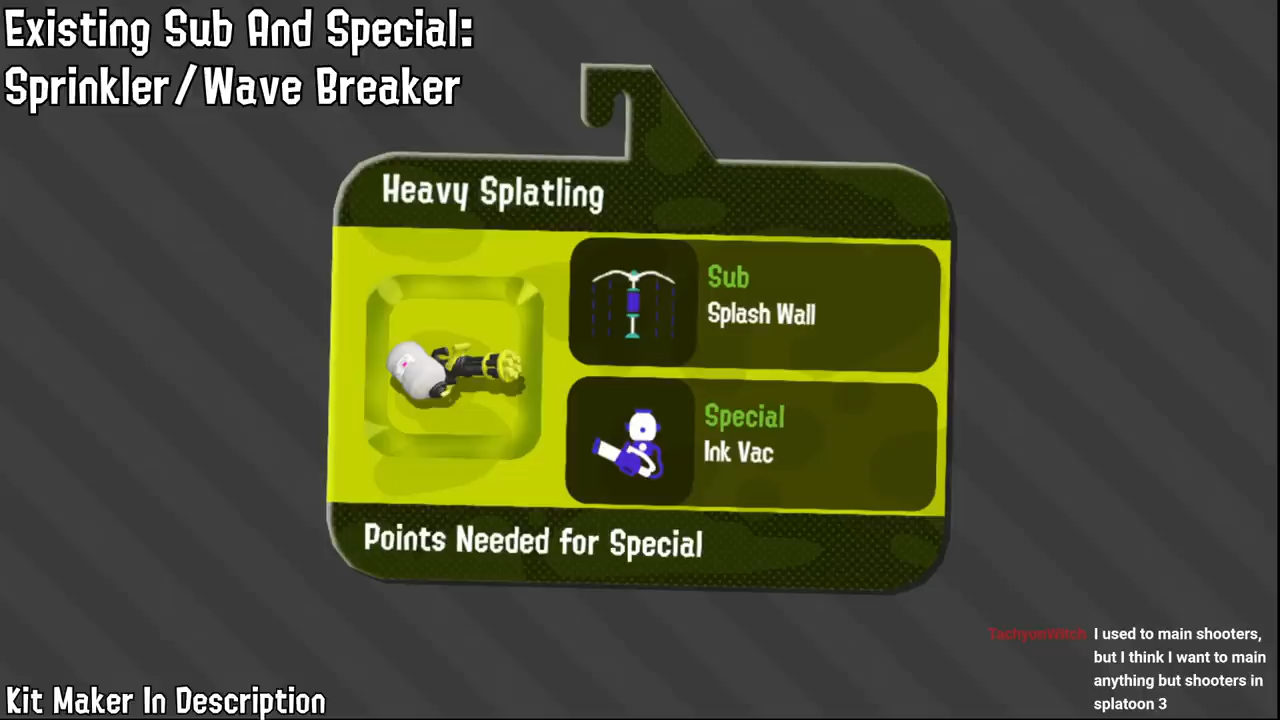 Existing Sub And Special:
Sprinkler/Wave Breaker
Heavy Splatling
Sub
Splash Wall
Special
Ink Vac
Points Needed for Special
TachyonWitch I used to main shooters,
but I think I want to main
anything but shooters in
splatoon 3
Kit Maker In Description